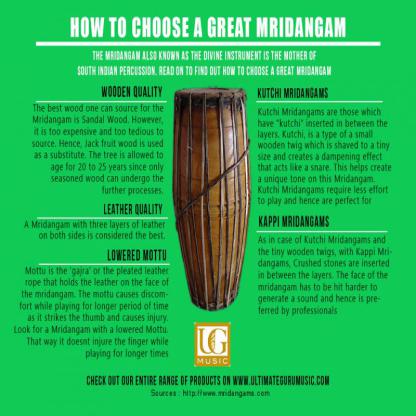 HOW TO CHOOSE A GREAT MRIDANGAM
THE MRIDANGAM ALSO KNOWN AS THE DIVINE INSTRUMENT IS THE MOTHER OF
SOUTH INDIAN PERCUSSION. READ ON TO FIND OUT HOW TO CHOOSE A GREAT MRIDANGAM
WOODEN QUALITY
The best wood one can source for the
Mridangam is Sandal Wood. However,
it is too expensive and too tedious to
source. Hence, Jack fruit wood is used
as a substitute. The tree is allowed to
age for 20 to 25 years since only
seasoned wood can undergo the
further processes.
LEATHER QUALITY
A Mridangam with three layers of leather
on both sides is considered the best.
LOWERED MOTTU
Mottu is the 'gajra' or the pleated leather
rope that holds the leather on the face of
the mridangam. The mottu causes discom-
fort while playing for longer period of time
as it strikes the thumb and causes injury.
Look for a Mridangam with a lowered Mottu.
That way it doesnt injure the finger while
playing for longer times
KUTCHI MRIDANGAMS
Kutchi Mridangams are those which
have "kutchi" inserted in between the
layers. Kutchi, is a type of a small
wooden twig which is shaved to a tiny
size and creates a dampening effect
that acts like a snare. This helps create
a unique tone on this Mridangam.
Kutchi Mridangams require less effort
to play and hence are perfect for
KAPPI MRIDANGAMS
As in case of Kutchi Mridangams and
the tiny wooden twigs, with Kappi Mri-
dangams, Crushed stones are inserted
in between the layers. The face of the
mridangam has to be hit harder to
generate a sound and hence is pre-
ferred by professionals
UG
MUSIC
CHECK OUT OUR ENTIRE RANGE OF PRODUCTS ON WWW.ULTIMATEGURUMUSIC.COM
Sources : http://www.mridangams.com